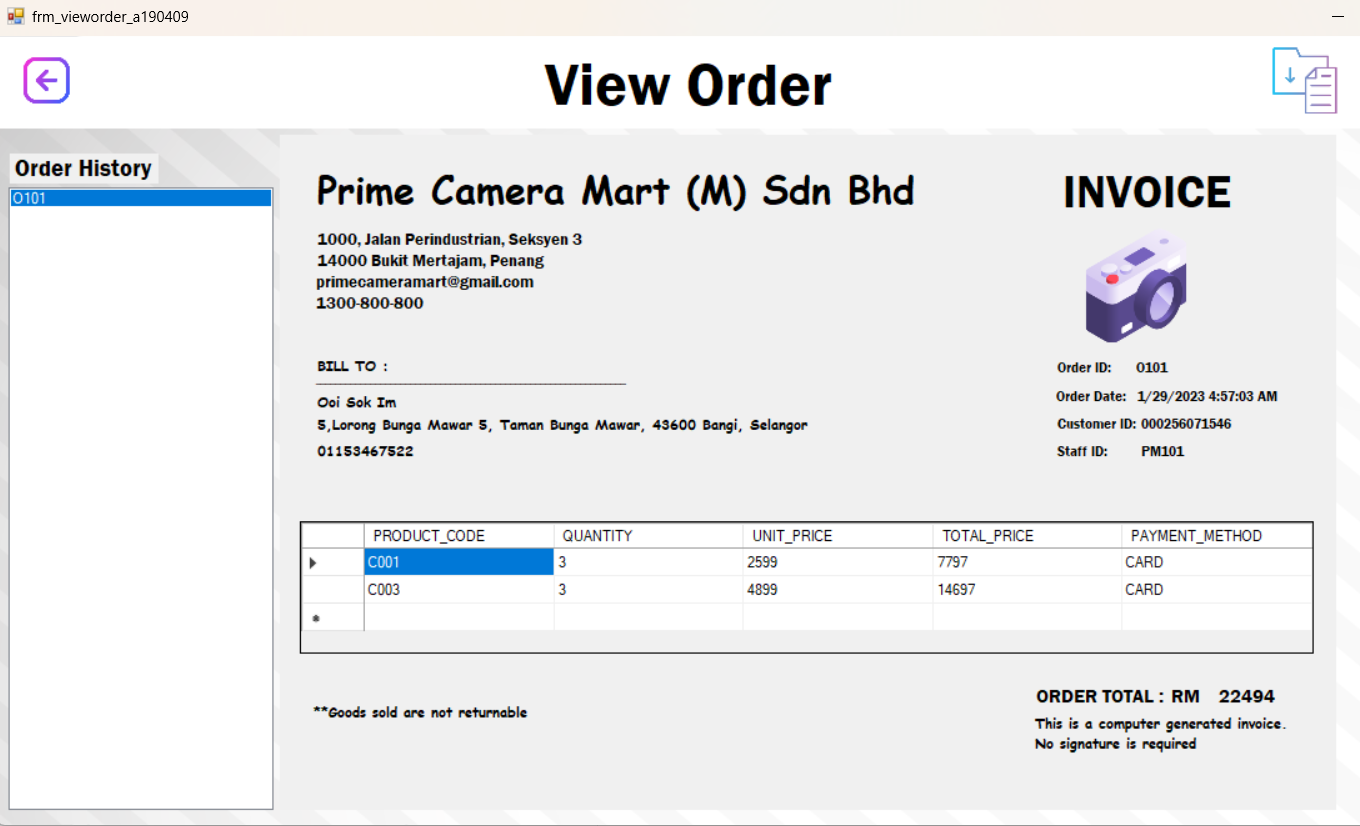 frm_vieworder_a190409
View Order
Order History
O101
Prime Camera Mart (M) Sdn Bhd
INVOICE
1000, Jalan Perindustrian, Seksyen 3
14000 Bukit Mertajam, Penang
primecameramart@gmail.com
1300-800-800
BILL TO :
Ooi Sok Im
5,Lorong Bunga Mawar 5, Taman Bunga Mawar, 43600 Bangi, Selangor
01153467522
Order ID: O101
Order Date: 1/29/2023 4:57:03 AM
Customer ID: 000256071546
Staff ID: PM101
PRODUCT_CODE QUANTITY UNIT_PRICE TOTAL_PRICE PAYMENT_METHOD
C001 3 2599 7797 CARD
C003 3 4899 14697 CARD
**Goods sold are not returnable
ORDER TOTAL : RM 22494
This is a computer generated invoice.
No signature is required